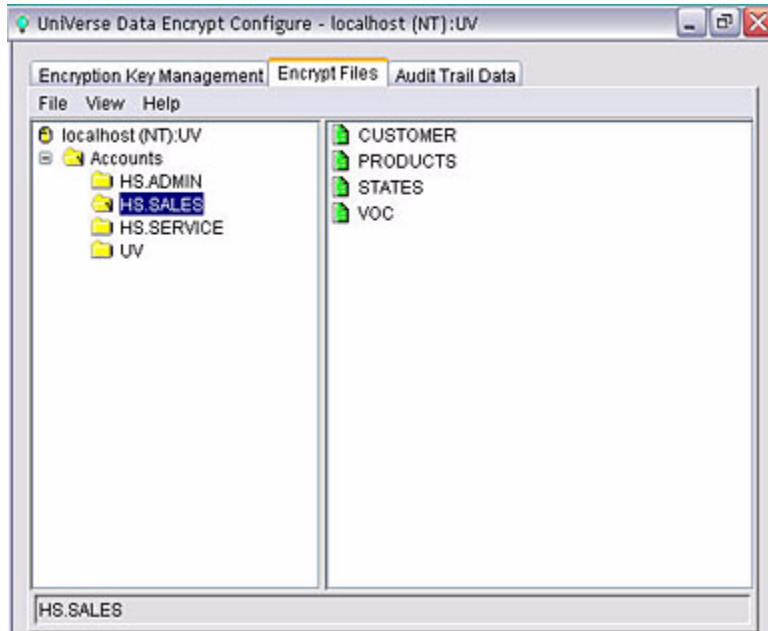 UniVerse Data Encrypt Configure - localhost (NT):UV
Encryption Key Management Encrypt Files Audit Trail Data
File View Help
localhost (NT):UV
Accounts
HS.ADMIN
HS.SALES
HS.SERVICE
UV
CUSTOMER
PRODUCTS
STATES
VOC
HS.SALES